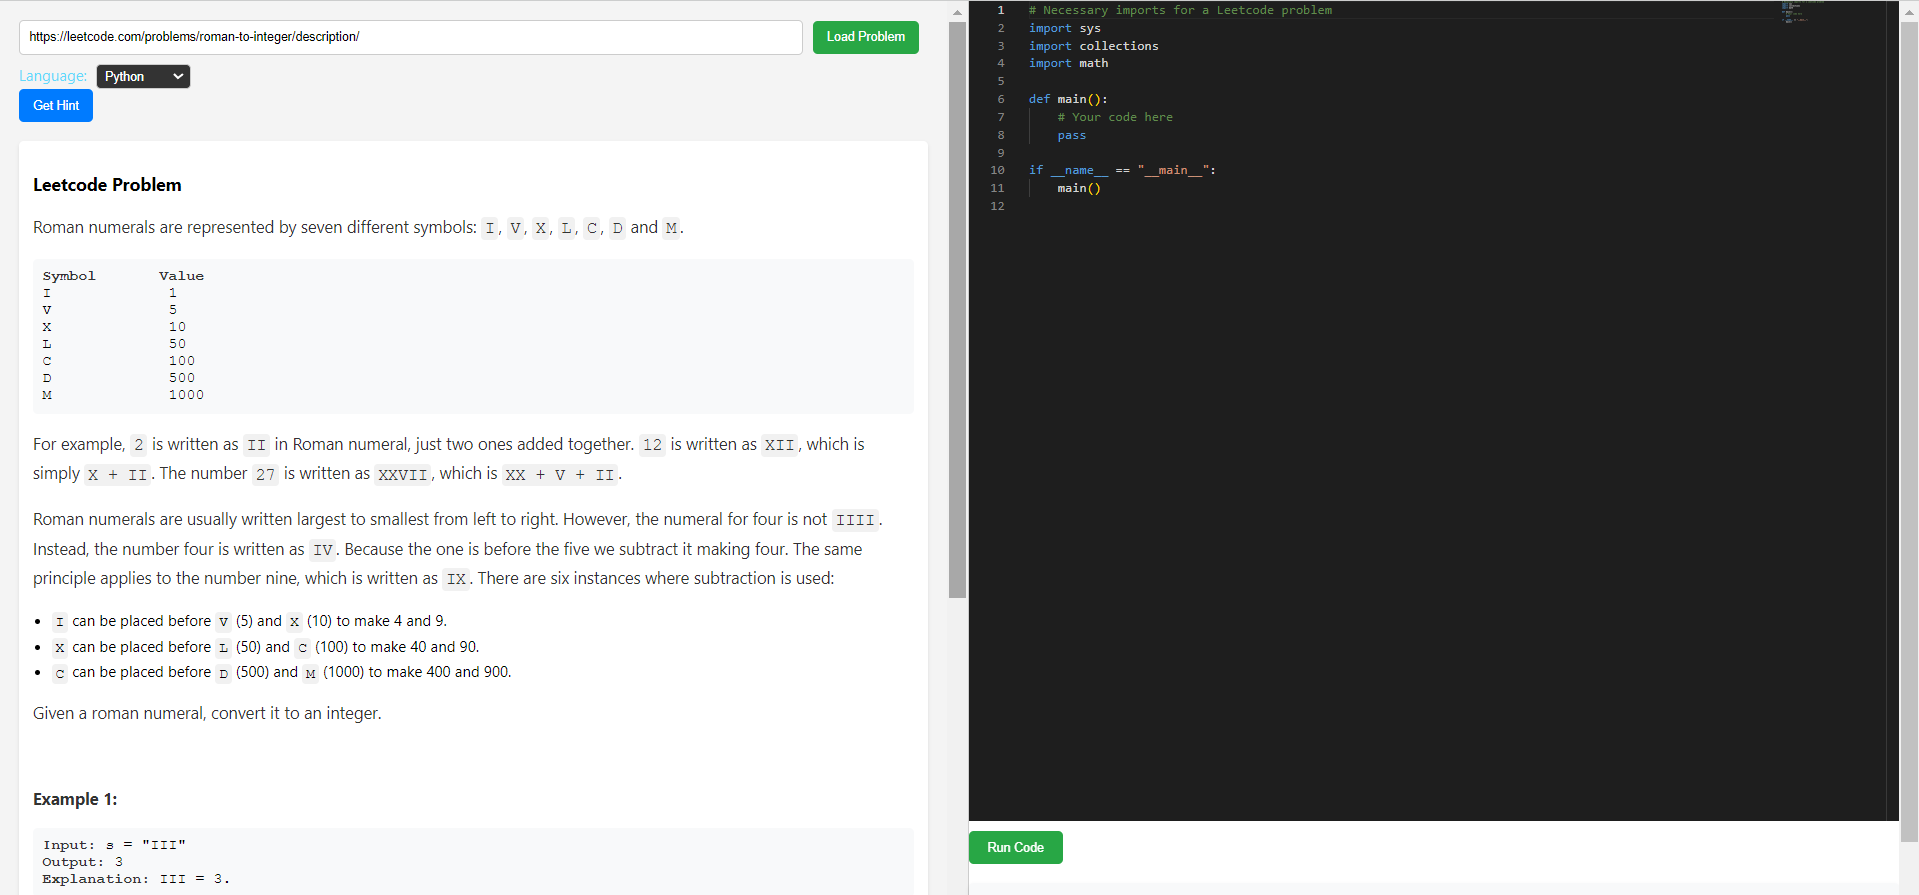 https://leetcode.com/problems/roman-to-integer/description/
Load Problem
Language: Python
Get Hint
Leetcode Problem
Roman numerals are represented by seven different symbols: I, V, X, L, C, D and M.
Symbol Value
I 1
V 5
X 10
L 50
C 100
D 500
M 1000
For example, 2 is written as II in Roman numeral, just two ones added together. 12 is written as XII, which is
simply X + II. The number 27 is written as XXVII, which is XX + V + II.
Roman numerals are usually written largest to smallest from left to right. However, the numeral for four is not IIII.
Instead, the number four is written as IV. Because the one is before the five we subtract it making four. The same
principle applies to the number nine, which is written as IX. There are six instances where subtraction is used:
• I can be placed before V (5) and X (10) to make 4 and 9.
• X can be placed before L (50) and C (100) to make 40 and 90.
• C can be placed before D (500) and M (1000) to make 400 and 900.
Given a roman numeral, convert it to an integer.
Example 1:
Input: s = "III"
Output: 3
Explanation: III = 3.
1 # Necessary imports for a Leetcode problem
2 import sys
3 import collections
4 import math
5
6 def main():
7     # Your code here
8     pass
9
10 if __name__ == "__main__":
11     main()
12
Run Code